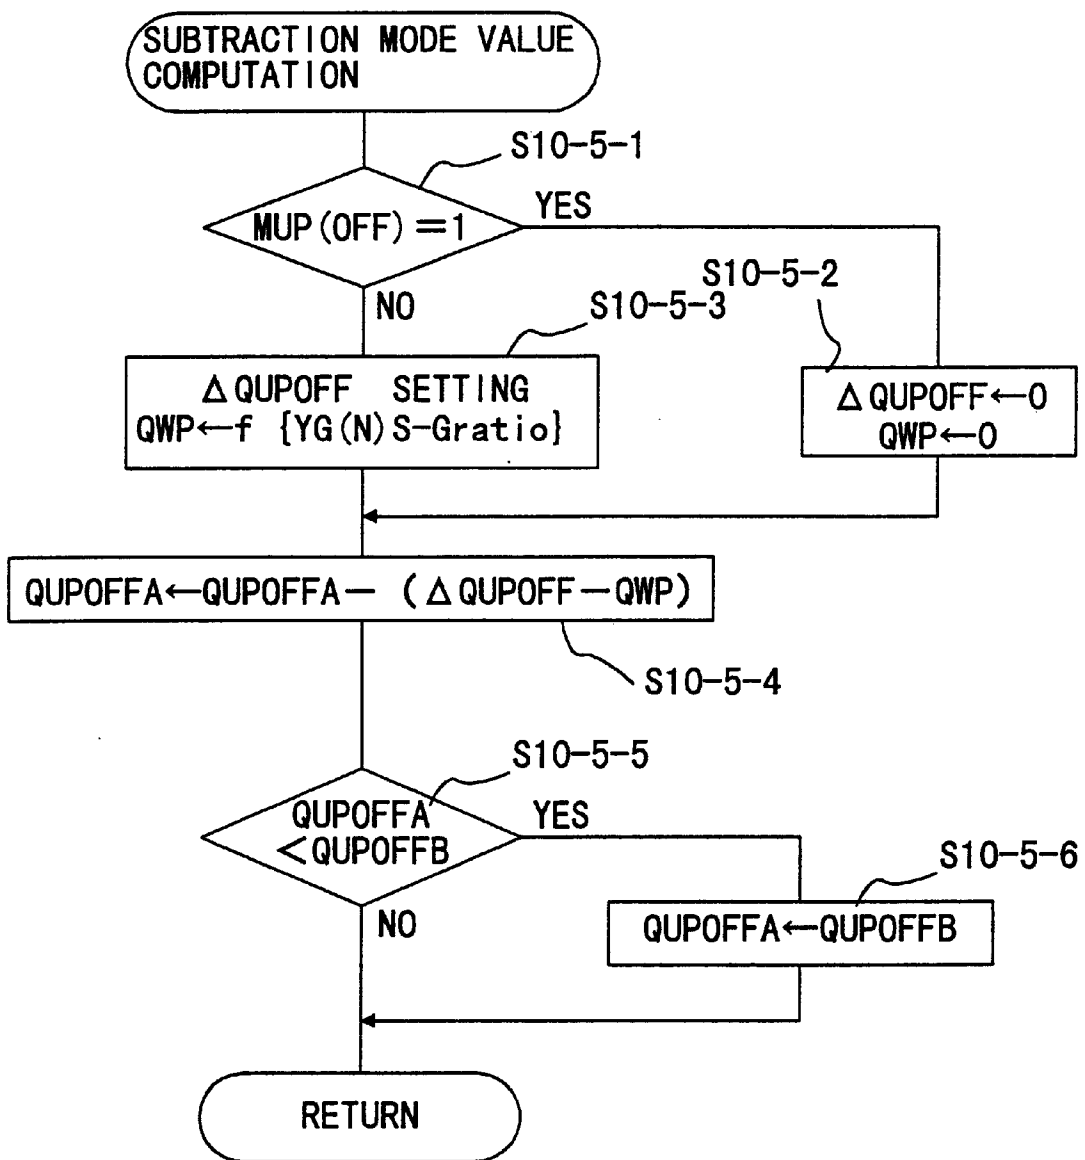 SUBTRACTION MODE VALUE
COMPUTATION
S10-5-1
MUP(OFF)=1
YES
NO
S10-5-2
S10-5-3
ΔQUPOFF SETTING
QWP←f {YG(N)S-Gratio}
ΔQUPOFF←0
QWP←0
QUPOFFA←QUPOFFA－(ΔQUPOFF－QWP)
S10-5-4
S10-5-5
QUPOFFA
<QUPOFFB
YES
NO
S10-5-6
QUPOFFA←QUPOFFB
RETURN